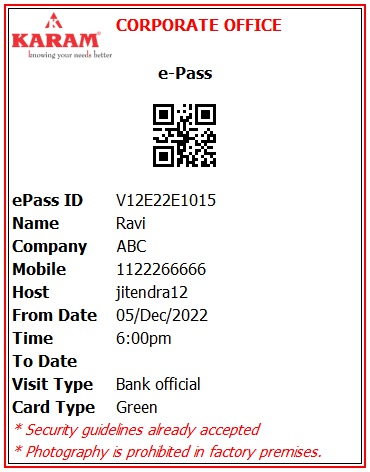 CORPORATE OFFICE
KARAM®
knowing your needs better
e-Pass
ePass ID V12E22E1015
Name Ravi
Company ABC
Mobile 1122266666
Host jitendra12
From Date 05/Dec/2022
Time 6:00pm
To Date
Visit Type Bank official
Card Type Green
* Security guidelines already accepted
* Photography is prohibited in factory premises.